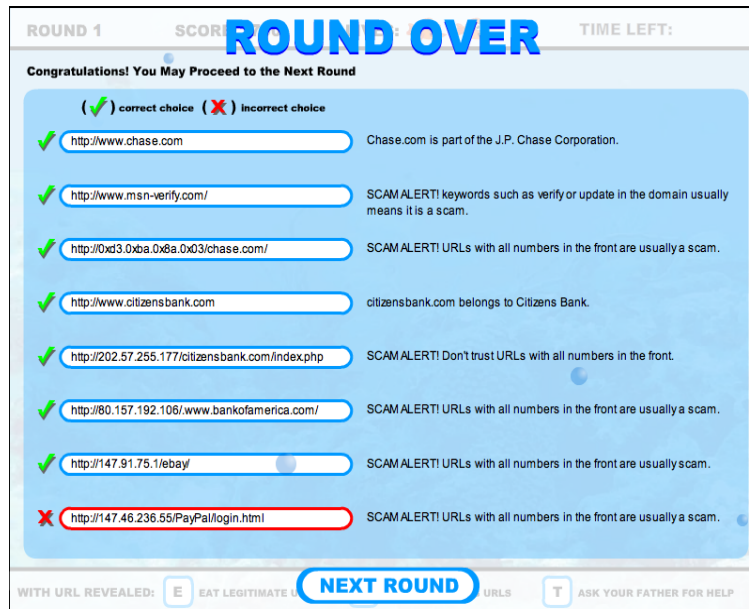 ROUND 1
SCOR
ROUND OVER
TIME LEFT:
Congratulations! You May Proceed to the Next Round
(✓) correct choice (✗) incorrect choice
http://www.chase.com
Chase.com is part of the J.P. Chase Corporation.
http://www.msn-verify.com/
SCAM ALERT! keywords such as verify or update in the domain usually
means it is a scam.
http://0xd3.0xba.0x8a.0x03/chase.com/
SCAM ALERT! URLs with all numbers in the front are usually a scam.
http://www.citizensbank.com
citizensbank.com belongs to Citizens Bank.
http://202.57.255.177/citizensbank.com/index.php
SCAM ALERT! Don't trust URLs with all numbers in the front.
http://80.157.192.106/.www.bankofamerica.com/
SCAM ALERT! URLs with all numbers in the front are usually a scam.
http://147.91.75.1/ebay/
SCAM ALERT! URLs with all numbers in the front are usually scam.
http://147.46.236.55/PayPal/login.html
SCAM ALERT! URLs with all numbers in the front are usually a scam.
WITH URL REVEALED: E EAT LEGITIMATE U
NEXT ROUND
URLS T ASK YOUR FATHER FOR HELP